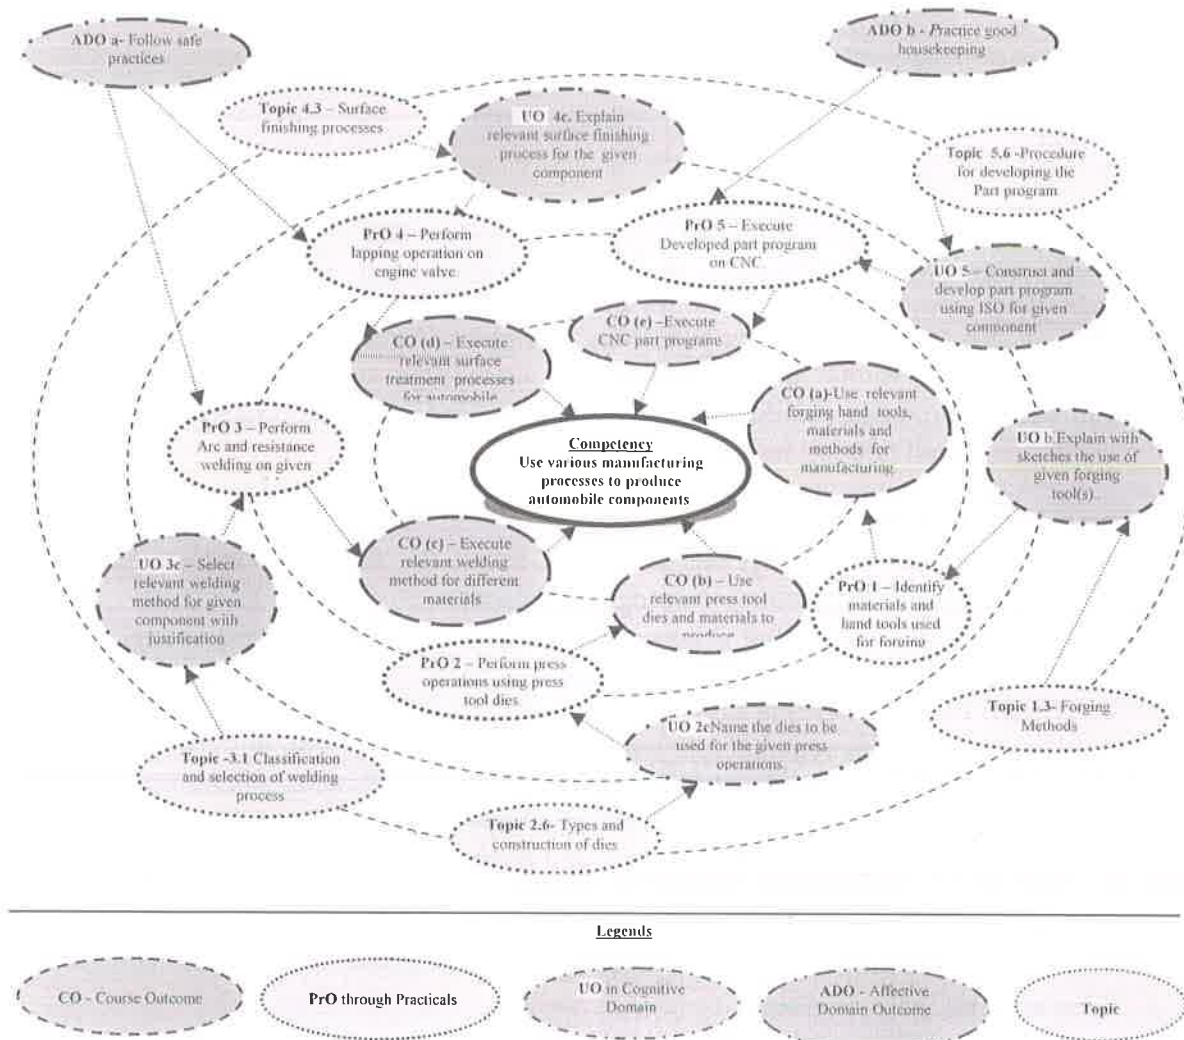 ADO a- Follow safe
practices
ADO b - Practice good
housekeeping
Topic 4.3 – Surface
finishing processes
UO 4c. Explain
relevant surface finishing
process for the given
component
Topic 5.6 -Procedure
for developing the
Part program
PrO 4 – Perform
lapping operation on
engine valve.
PrO 5 – Execute
Developed part program
on CNC.
UO 5 – Construct and
develop part program
using ISO for given
component
CO (d) – Execute
relevant surface
treatment processes
for automobile
CO (e) –Execute
CNC part programs
CO (a)-Use relevant
forging hand tools,
materials and
methods for
manufacturing
PrO 3 – Perform
Arc and resistance
welding on given
Competency
Use various manufacturing
processes to produce
automobile components
UO b.Explain with
sketches the use of
given forging
tool(s)..
UO 3c – Select
relevant welding
method for given
component with
justification
CO (c) – Execute
relevant welding
method for different
materials
CO (b) – Use
relevant press tool
dies and materials to
produce
PrO 1 – Identify
materials and
hand tools used
for forging
PrO 2 – Perform press
operations using press
tool dies.
UO 2cName the dies to be
used for the given press
operations.
Topic 1.3- Forging
Methods
Topic -3.1 Classification
and selection of welding
process
Topic 2.6- Types and
construction of dies
Legends
CO - Course Outcome
PrO through Practicals
UO in Cognitive
Domain
ADO - Affective
Domain Outcome
Topic